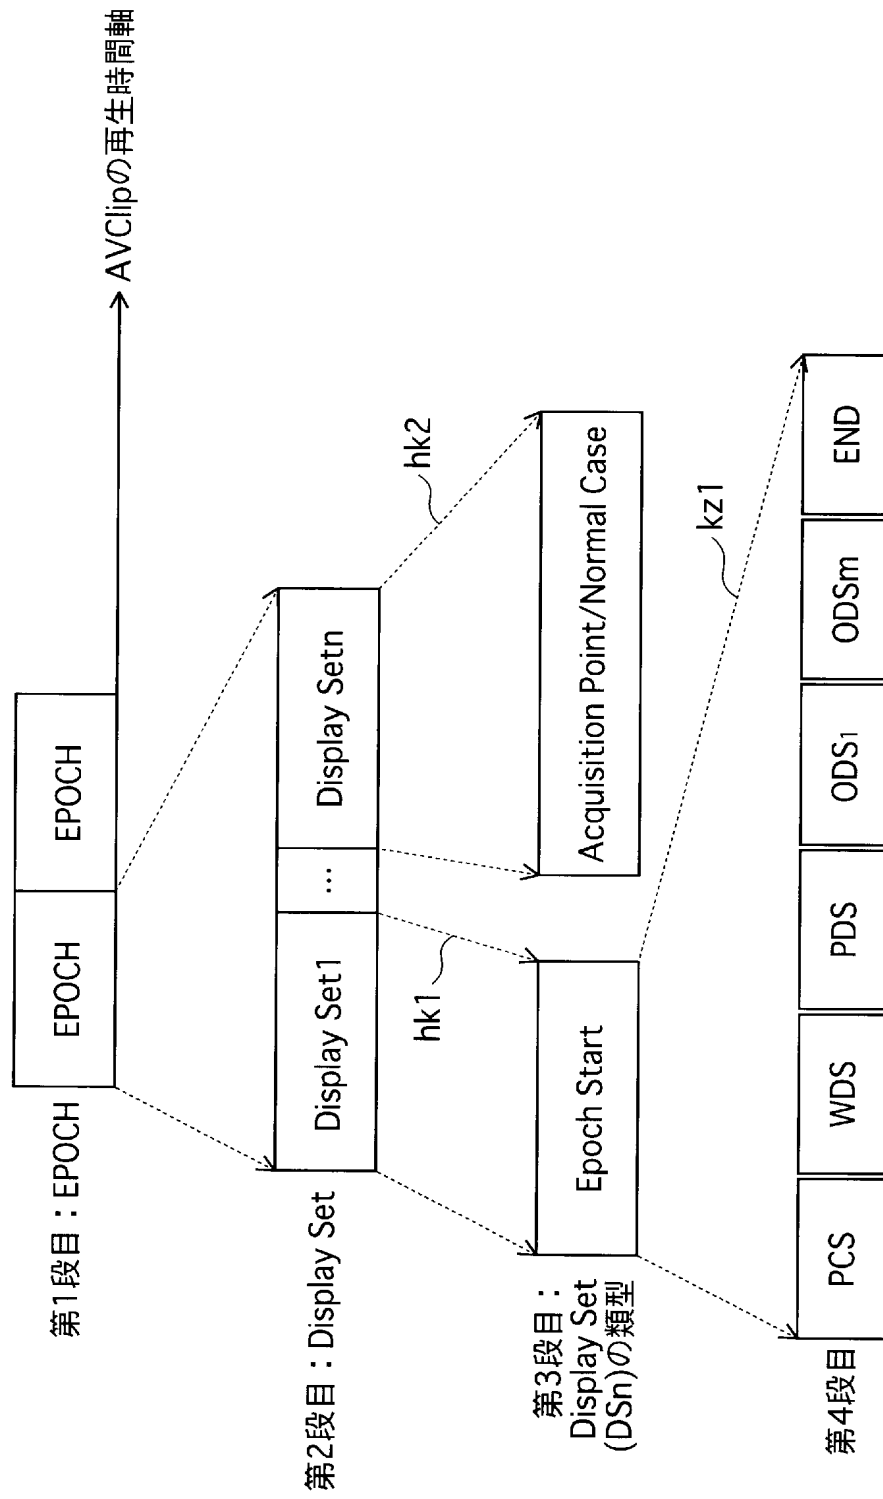 AVClipの再生時間軸
第1段目：EPOCH
EPOCH
EPOCH
第2段目：Display Set
Display Set1
...
Display Setn
hk1
hk2
第3段目：
Display Set
(DSn)の類型
Epoch Start
Acquisition Point/Normal Case
kz1
第4段目
PCS
WDS
PDS
ODS1
ODSm
END